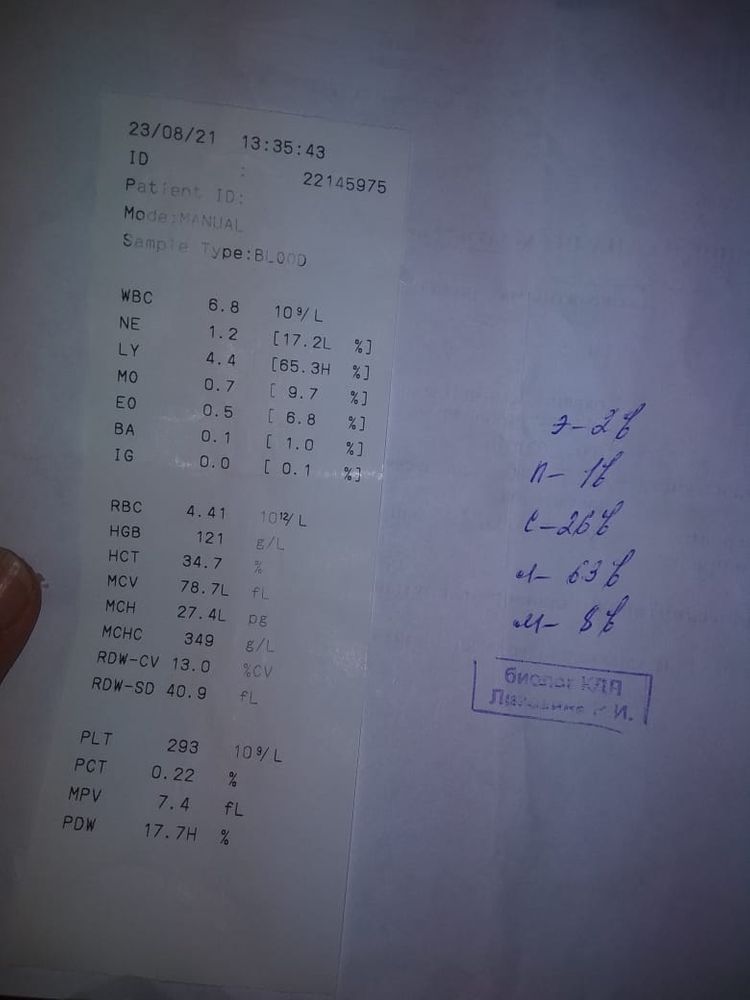 23/08/21 13:35:43
ID : 22145975
Patient ID:
Mode:MANUAL
Sample Type:BLOOD
WBC 6.8 10⁹/L
NE 1.2 [17.2L %]
LY 4.4 [65.3H %]
MO 0.7 [ 9.7 %]
EO 0.5 [ 6.8 %]
BA 0.1 [ 1.0 %]
IG 0.0 [ 0.1 %]
RBC 4.41 10¹²/L
HGB 121 g/L
HCT 34.7 %
MCV 78.7L fL
MCH 27.4L pg
MCHC 349 g/L
RDW-CV 13.0 %CV
RDW-SD 40.9 fL
PLT 293 10⁹/L
PCT 0.22 %
MPV 7.4 fL
PDW 17.7H %
Э-2%
П-1%
С-26%
Л-63%
М-8%
биолог КЛЛ
И.